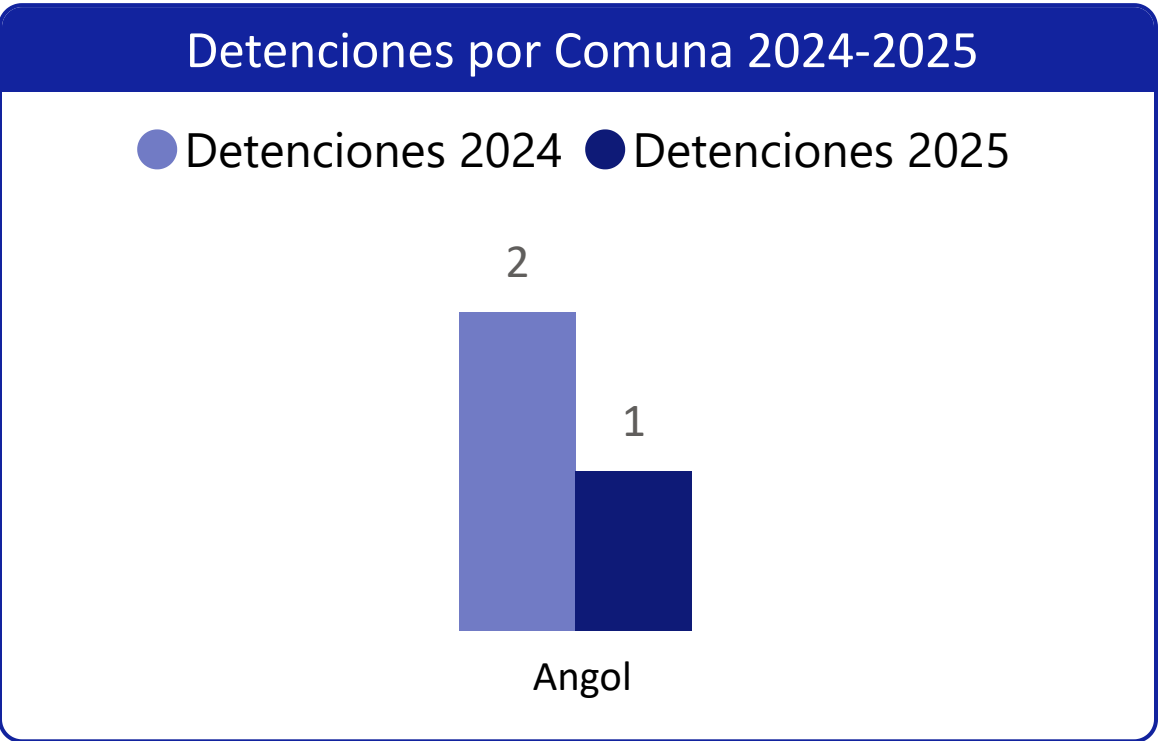 Detenciones por Comuna 2024-2025
Detenciones 2024 Detenciones 2025
2
1
Angol